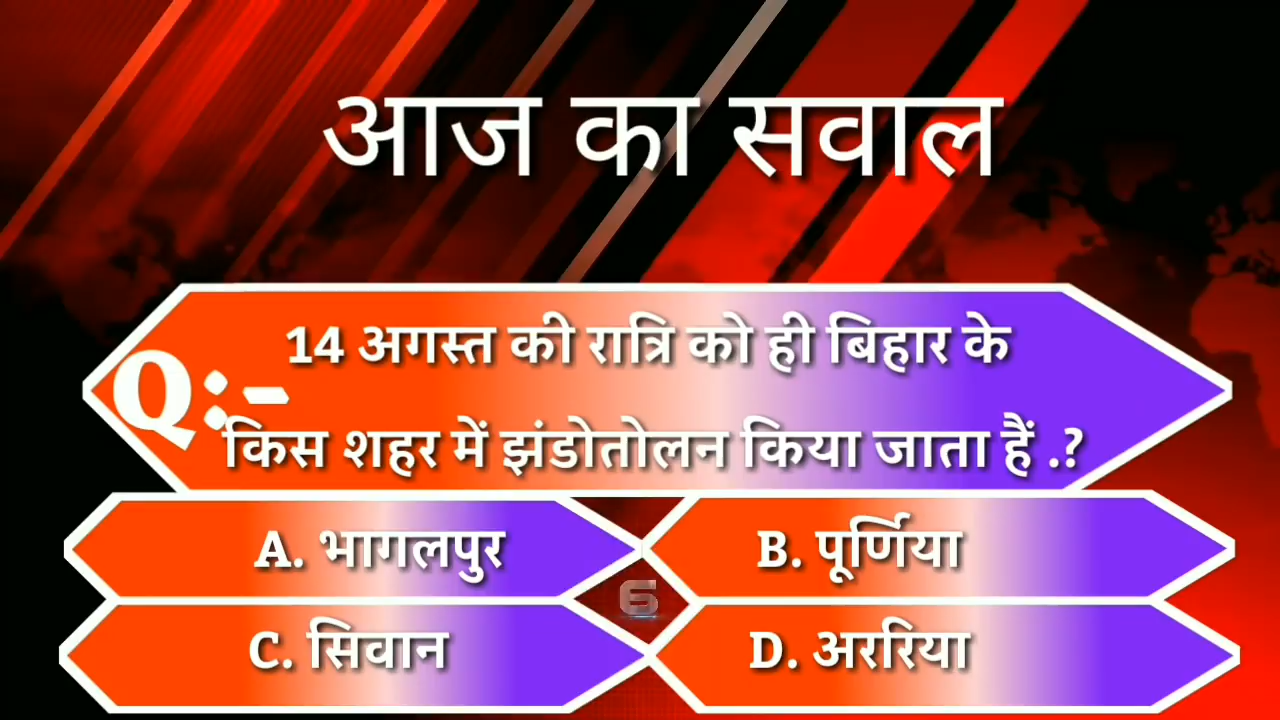 आज का सवाल
Q:-
14 अगस्त की रात्रि को ही बिहार के
किस शहर में झंडोतोलन किया जाता हैं .?
A. भागलपुर
B. पूर्णिया
6
C. सिवान
D. अररिया